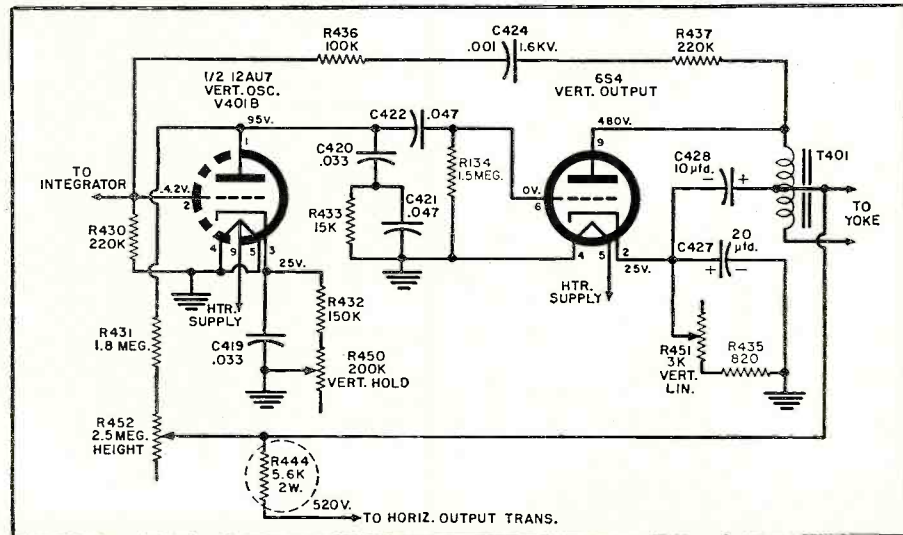 R436
100K
C424
.001
1.6KV.
R437
220K
1/2 12AU7
VERT. OSC.
V401B
6S4
VERT. OUTPUT
95V.
1
C422
.047
480V.
9
C420
.033
R134
1.5 MEG.
C428
10 µfd.
−
+
T401
TO
INTEGRATOR
-4.2V.
2
C421
.047
0V.
6
TO
YOKE
R430
220K
R433
15K
C427
20
µfd.
+
−
4
9
5
3
25V.
4
5
2
25V.
HTR.
SUPPLY
R432
150K
HTR.
SUPPLY
R431
1.8 MEG.
C419
.033
R450
200K
VERT. HOLD
R451
3K
VERT.
LIN.
R435
820
R452
2.5 MEG.
HEIGHT
R444
5.6K
2W.
520V.
TO HORIZ. OUTPUT TRANS.